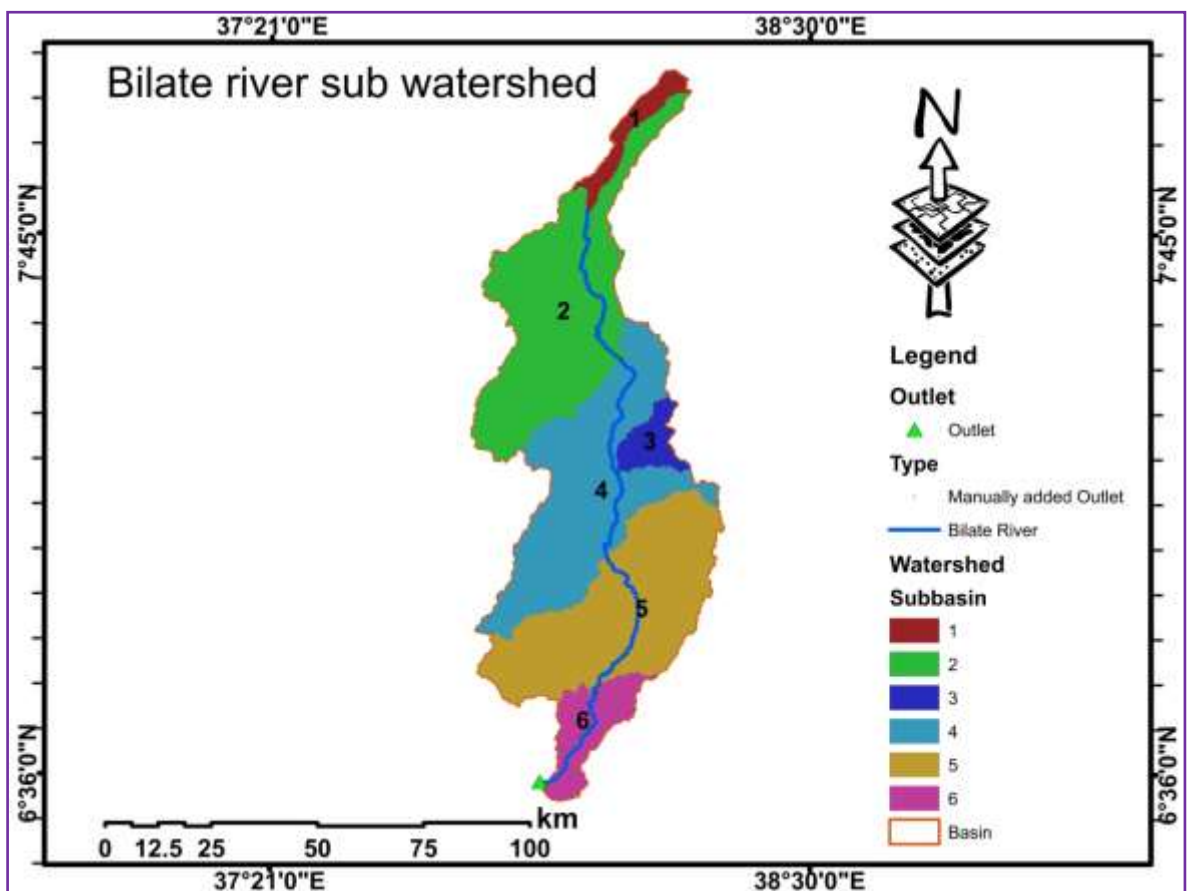 37°21'0"E 38°30'0"E
Bilate river sub watershed
N
1
7°45'0"N 7°45'0"N
2
Legend
Outlet
Outlet
3
Type
4
Manually added Outlet
Bilate River
Watershed
Subbasin
5
1
2
3
6
4
6°36'0"N 6°36'0"N
5
6
km
Basin
0 12.5 25 50 75 100
37°21'0"E 38°30'0"E